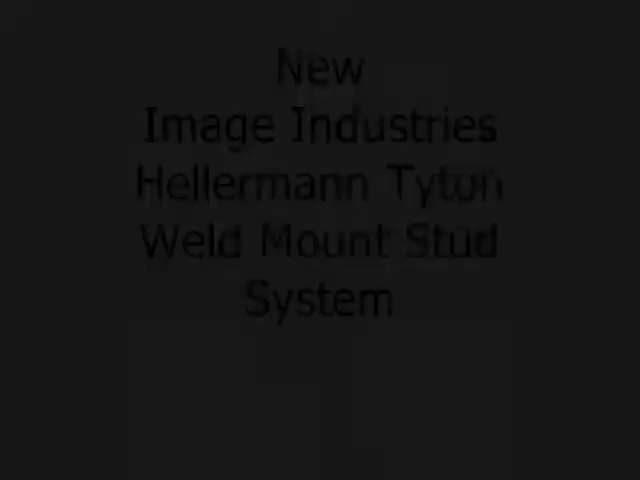 New
Image Industries
Hellermann Tyton
Weld Mount Stud
System